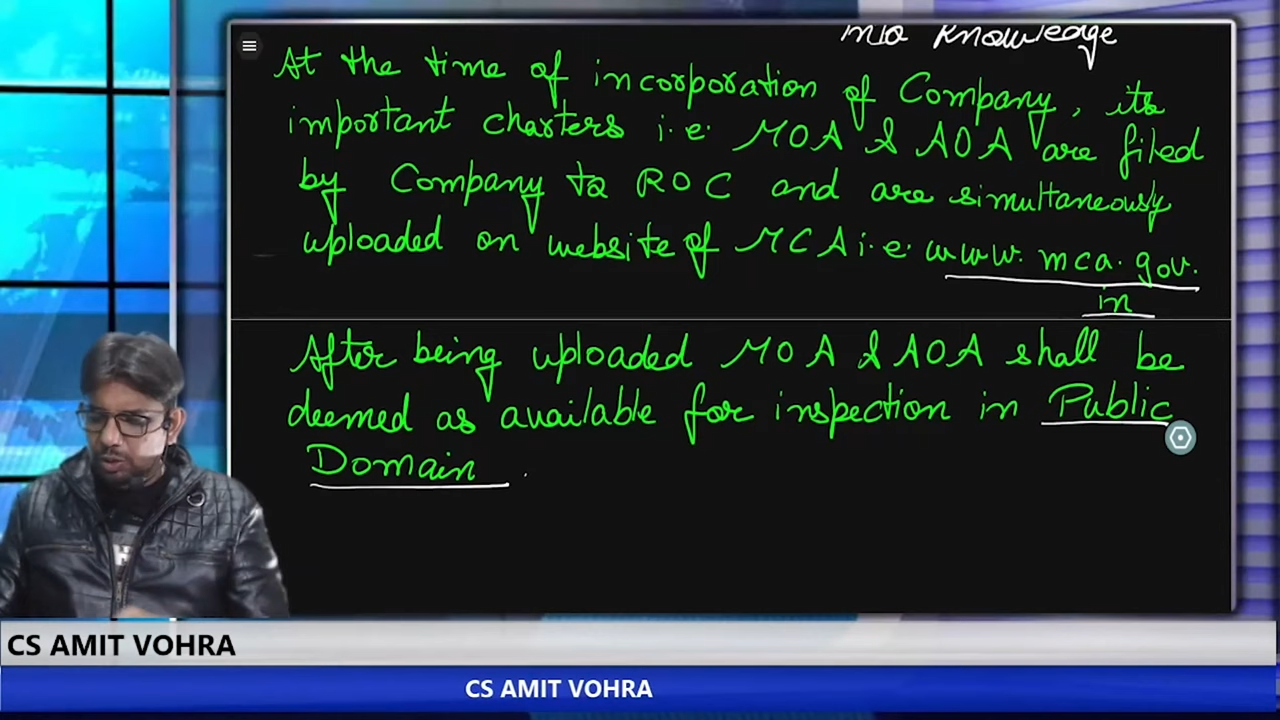 into knowledge
At the time of incorporation of Company, its
important charters i.e. MOA & AOA are filed
by Company to ROC and are simultaneously
uploaded on website of MCA i.e. www.mca.gov.
in
After being uploaded MOA & AOA shall be
deemed as available for inspection in Public
Domain.
CS AMIT VOHRA
CS AMIT VOHRA